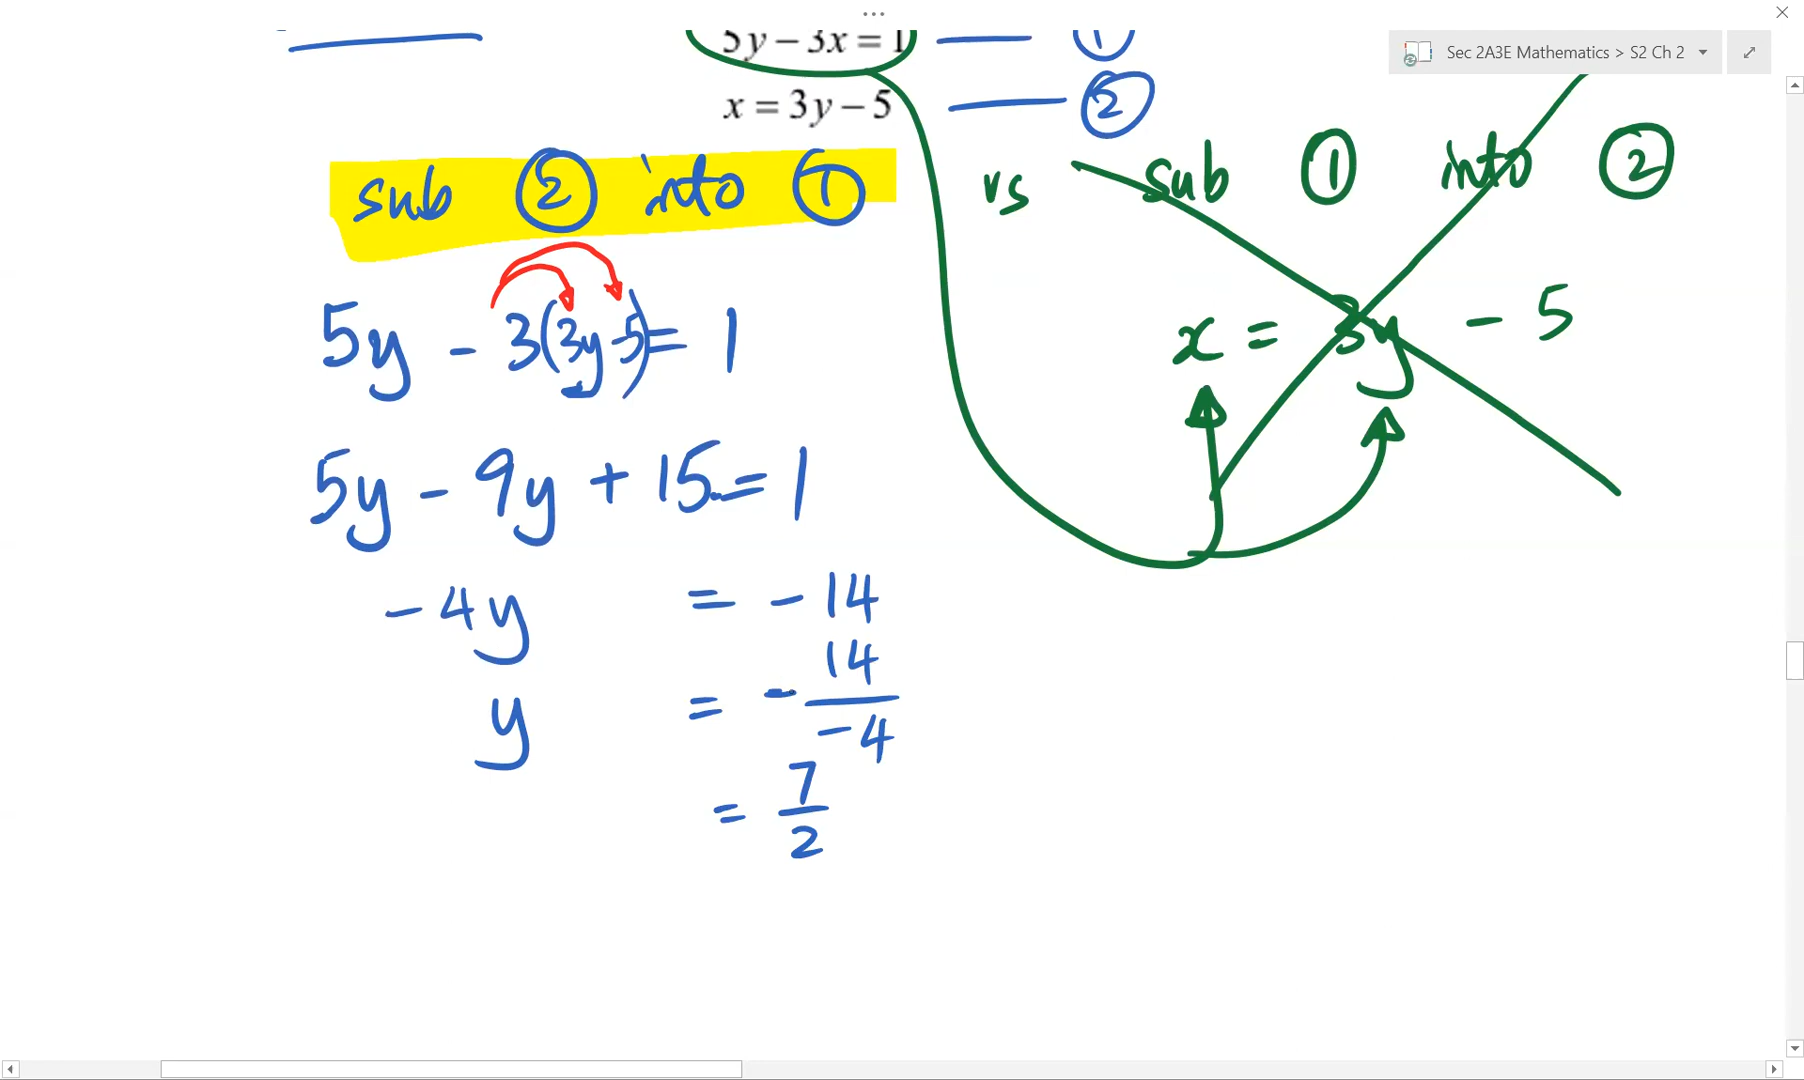 Sec 2A3E Mathematics > S2 Ch 2
5y − 3x = 1 ①
x = 3y − 5 ②
sub ② into ① vs sub ① into ②
5y - 3(3y-5) = 1
x = 3y - 5
5y - 9y + 15 = 1
-4y = -14
y = - 14 / -4
= 7/2